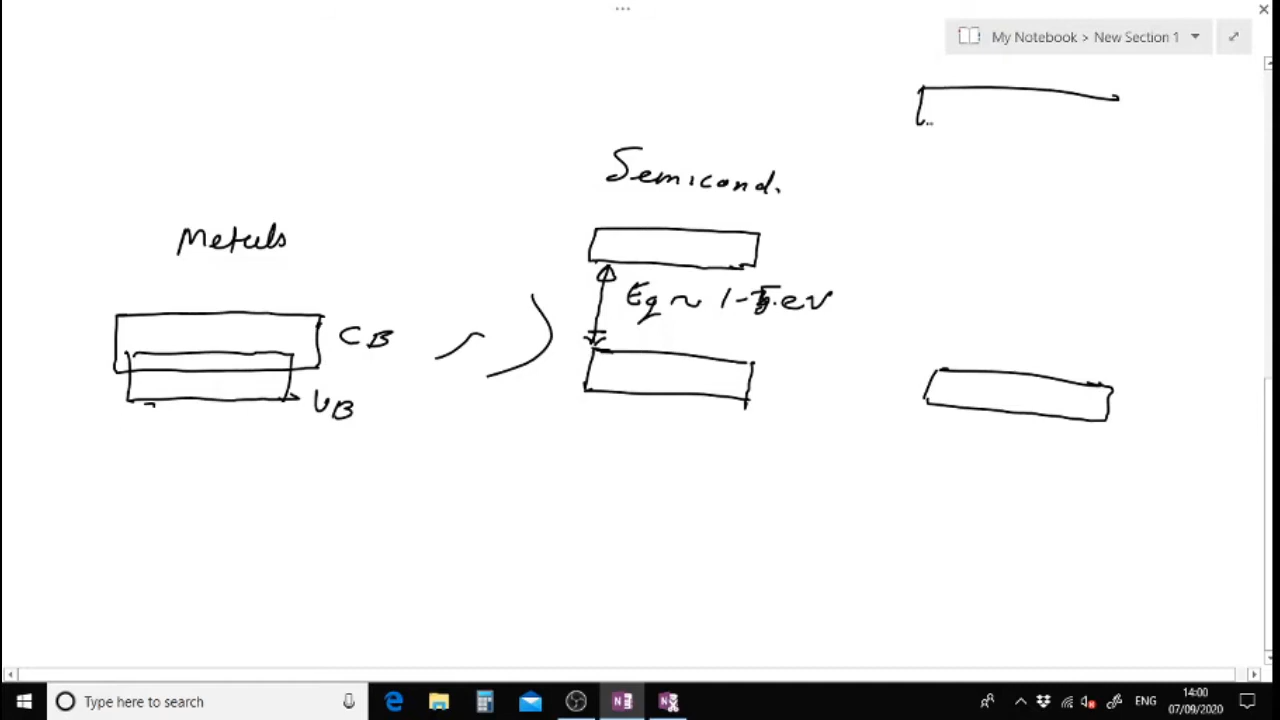 My Notebook > New Section 1
Semicond.
Metals
Eg ~ 1- eV
CB
VB
Type here to search
ENG
14:00
07/09/2020